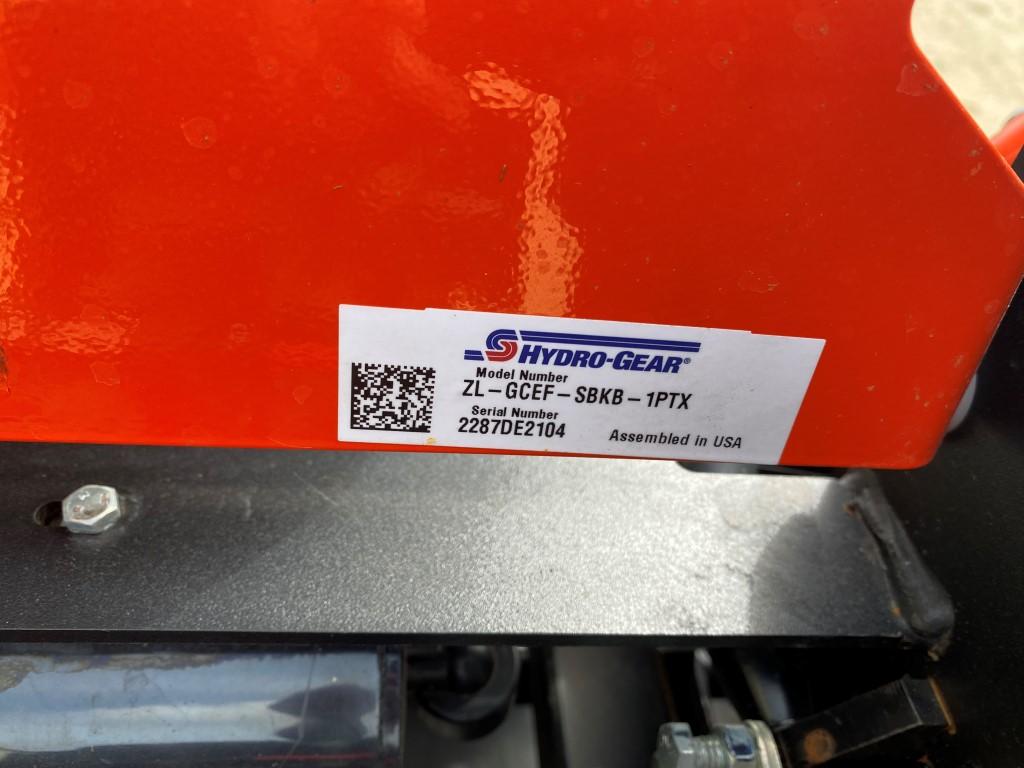 HYDRO-GEAR®
Model Number
ZL-GCEF-SBKB-1PTX
Serial Number
2287DE2104
Assembled in USA